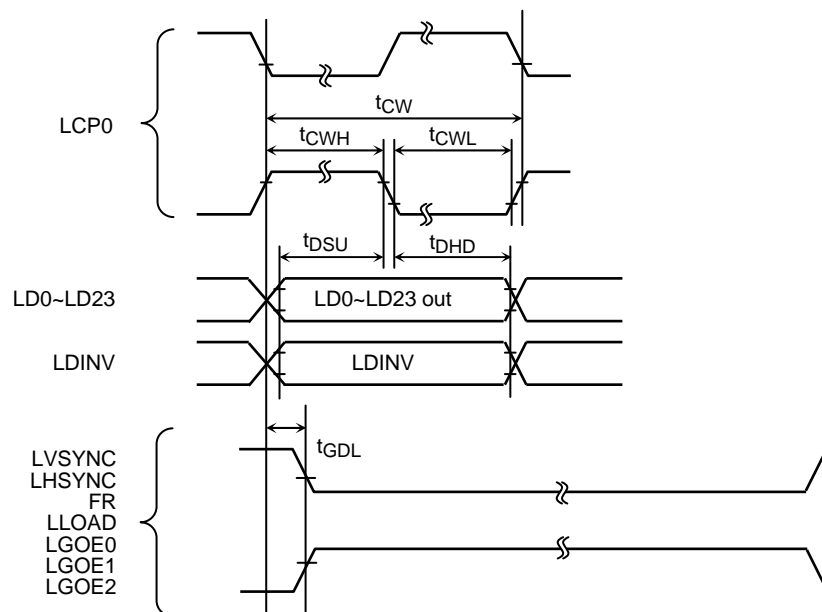 LCP0
tCW
tCWH
tCWL
tDSU
tDHD
LD0~LD23
LD0~LD23 out
LDINV
LDINV
tGDL
LVSYNC
LHSYNC
FR
LLOAD
LGOE0
LGOE1
LGOE2